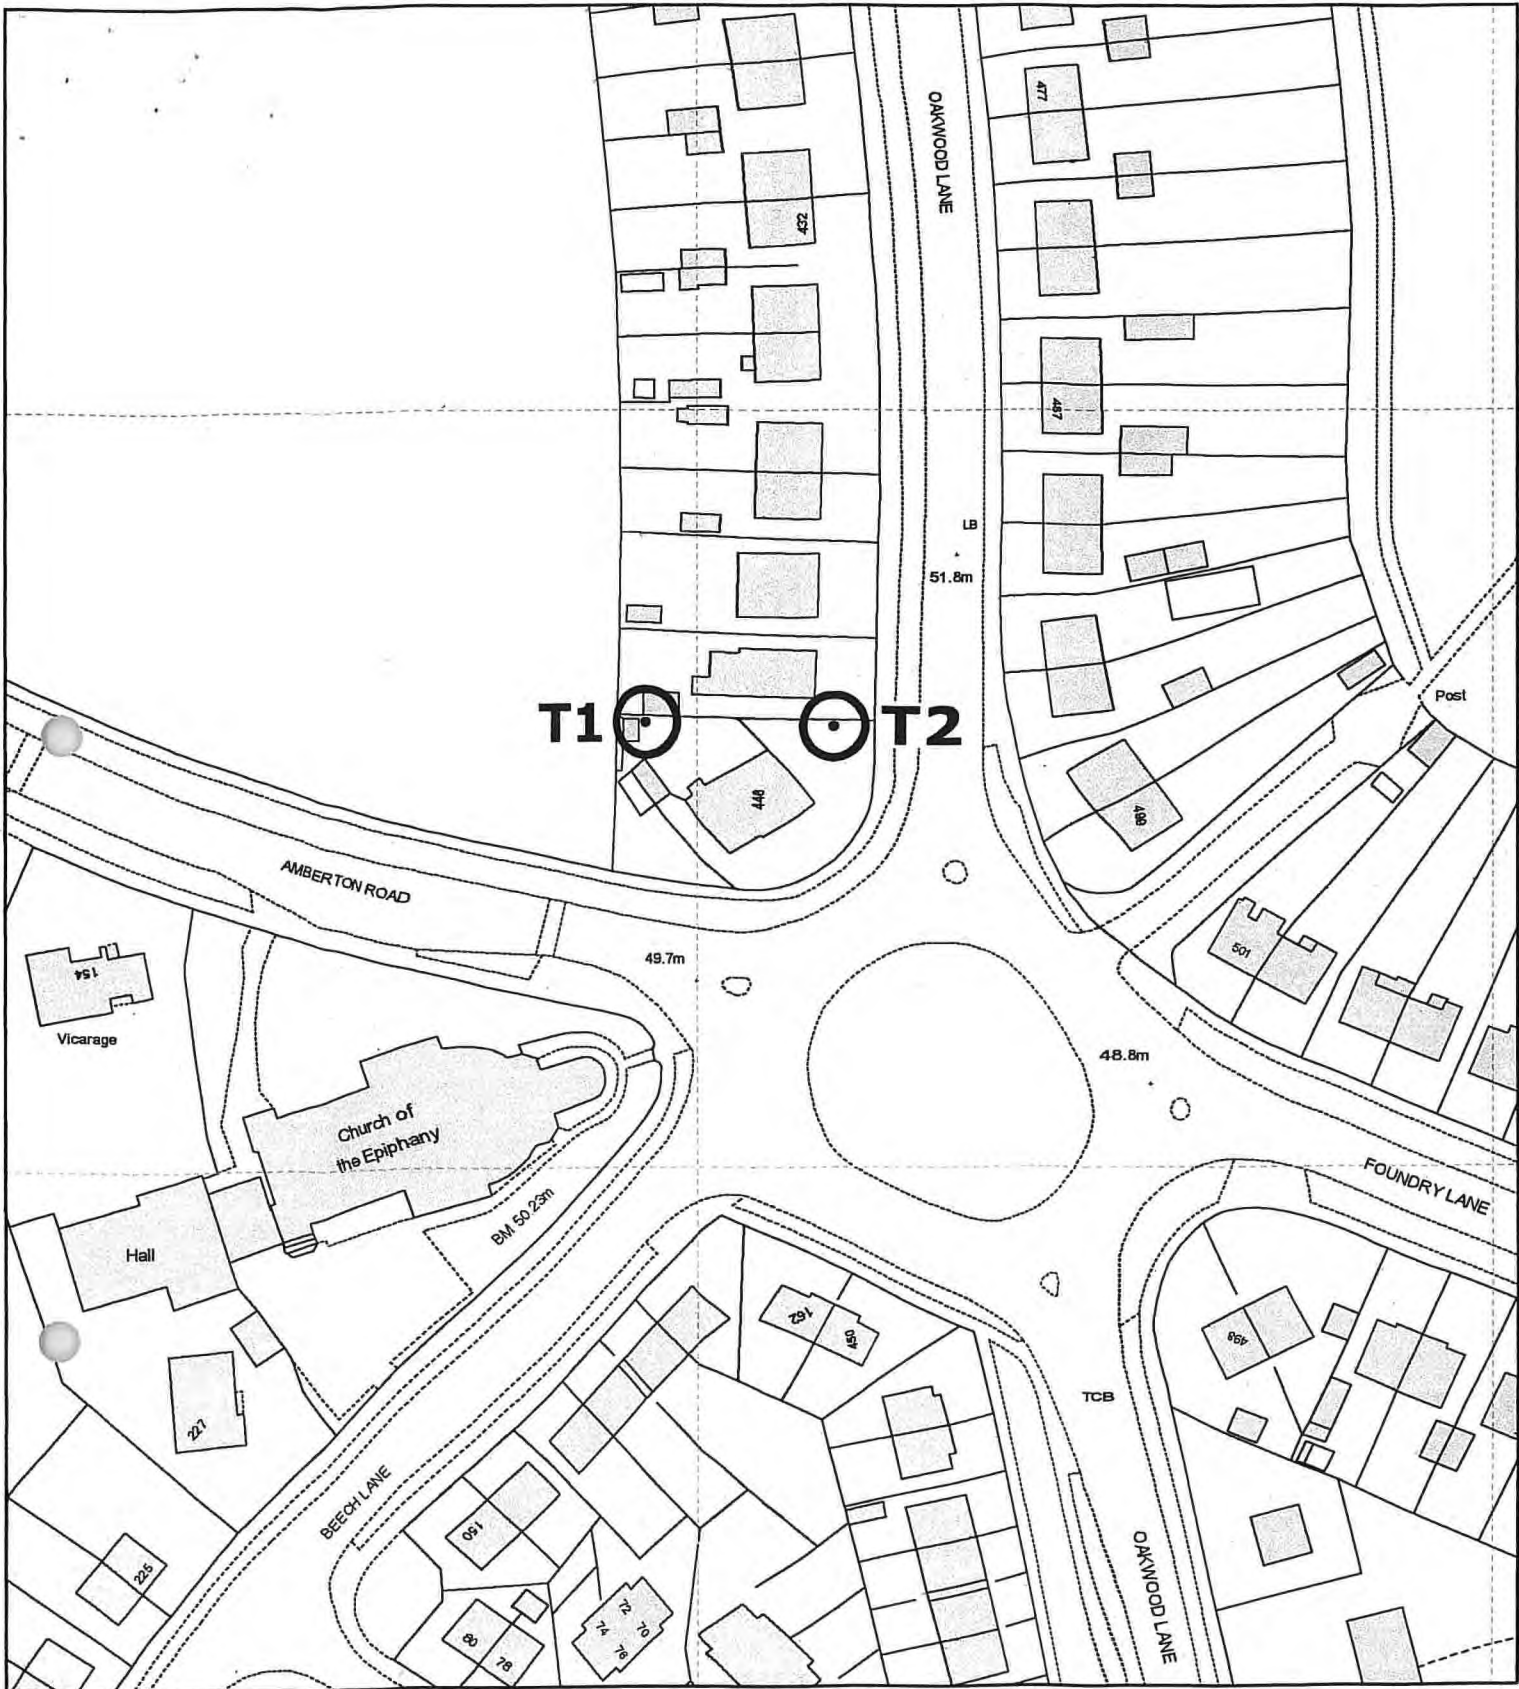 OAKWOOD LANE
477
432
487
LB
51.8m
T1
T2
Post
446
499
AMBERTON ROAD
501
154
49.7m
Vicarage
48.8m
Church of
the Epiphany
FOUNDRY LANE
BM 50.23m
Hall
162
450
498
TCB
227
BEECH LANE
150
OAKWOOD LANE
225
72
74
70
76
80
78